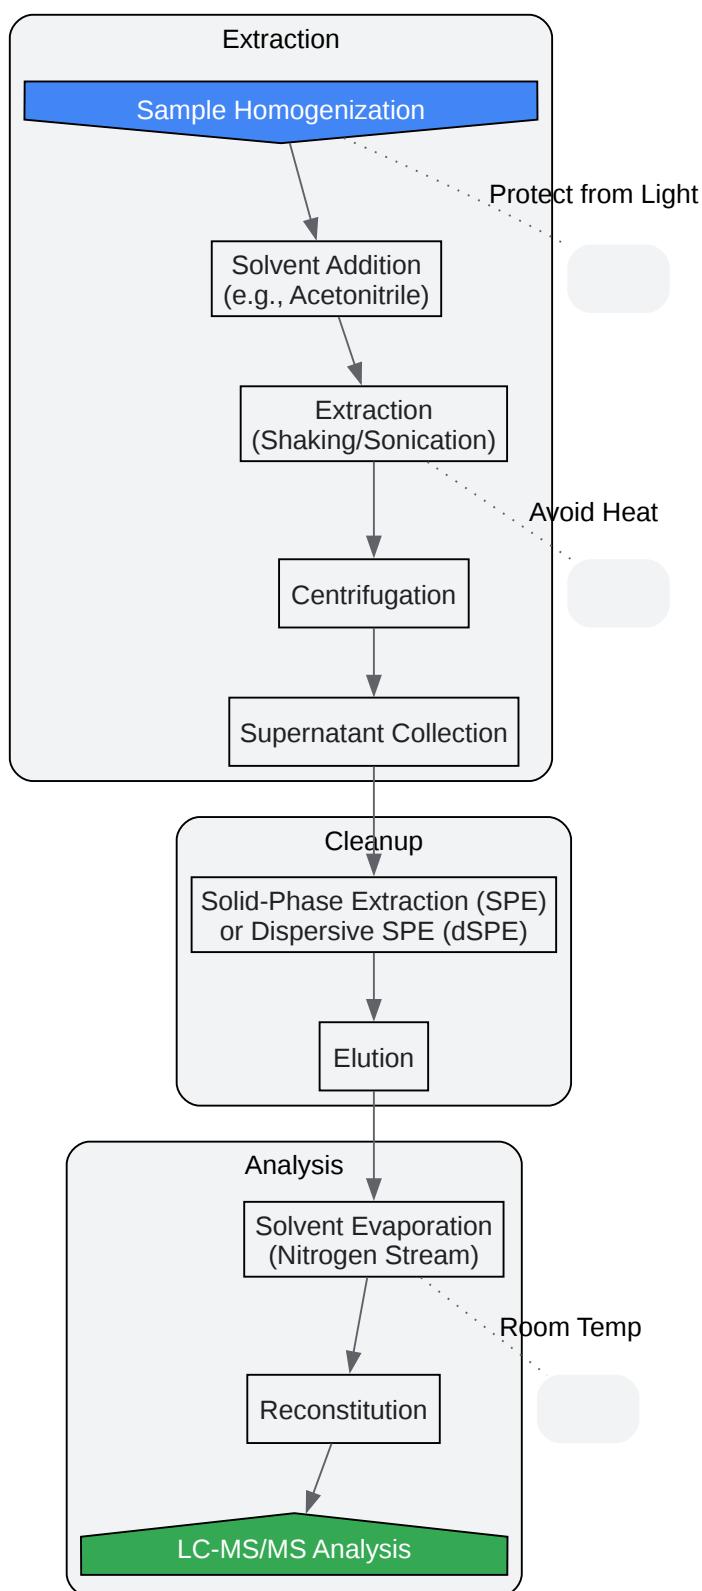 Extraction
Sample Homogenization
Protect from Light
Solvent Addition
(e.g., Acetonitrile)
Extraction
(Shaking/Sonication)
Avoid Heat
Centrifugation
Supernatant Collection
Cleanup
Solid-Phase Extraction (SPE)
or Dispersive SPE (dSPE)
Elution
Analysis
Solvent Evaporation
(Nitrogen Stream)
Room Temp
Reconstitution
LC-MS/MS Analysis